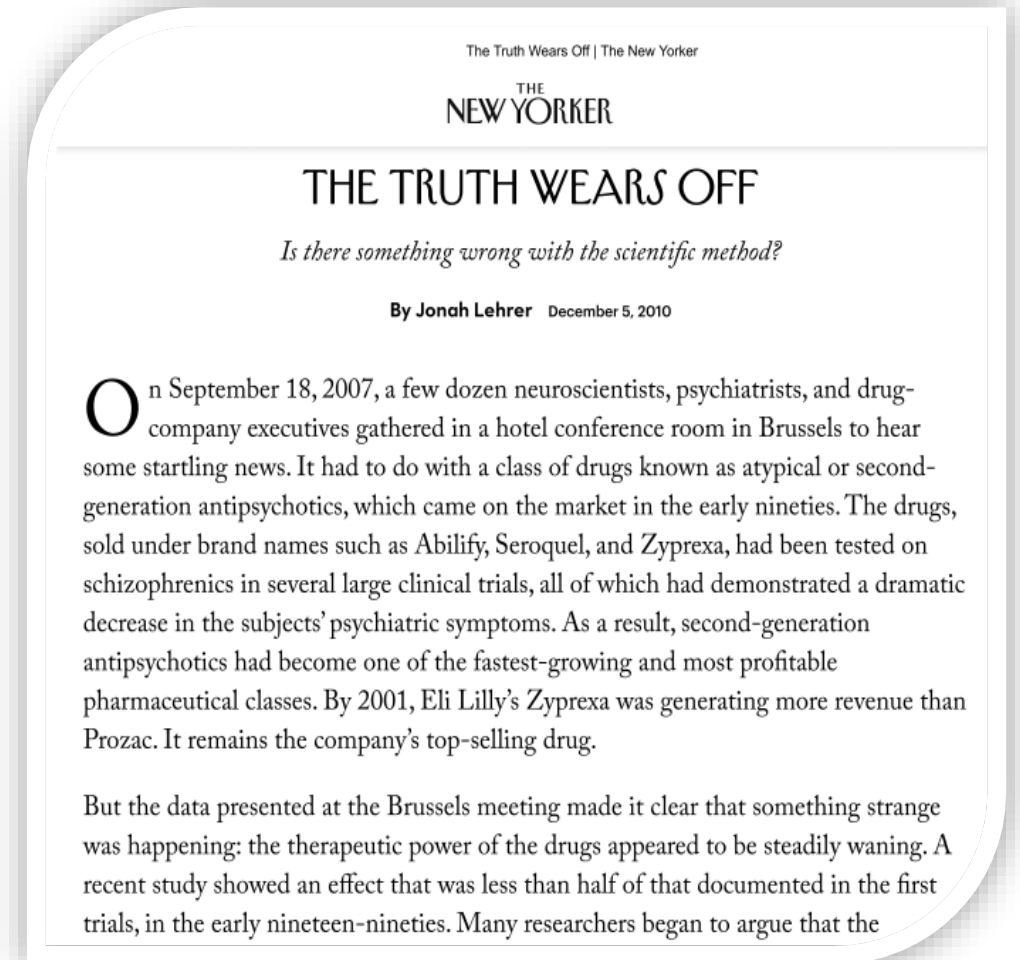 The Truth Wears Off | The New Yorker
THE
NEW YORKER
THE TRUTH WEARS OFF
Is there something wrong with the scientific method?
By Jonah Lehrer December 5, 2010
On September 18, 2007, a few dozen neuroscientists, psychiatrists, and drug-
company executives gathered in a hotel conference room in Brussels to hear
some startling news. It had to do with a class of drugs known as atypical or second-
generation antipsychotics, which came on the market in the early nineties. The drugs,
sold under brand names such as Abilify, Seroquel, and Zyprexa, had been tested on
schizophrenics in several large clinical trials, all of which had demonstrated a dramatic
decrease in the subjects’ psychiatric symptoms. As a result, second-generation
antipsychotics had become one of the fastest-growing and most profitable
pharmaceutical classes. By 2001, Eli Lilly’s Zyprexa was generating more revenue than
Prozac. It remains the company’s top-selling drug.
But the data presented at the Brussels meeting made it clear that something strange
was happening: the therapeutic power of the drugs appeared to be steadily waning. A
recent study showed an effect that was less than half of that documented in the first
trials, in the early nineteen-nineties. Many researchers began to argue that the